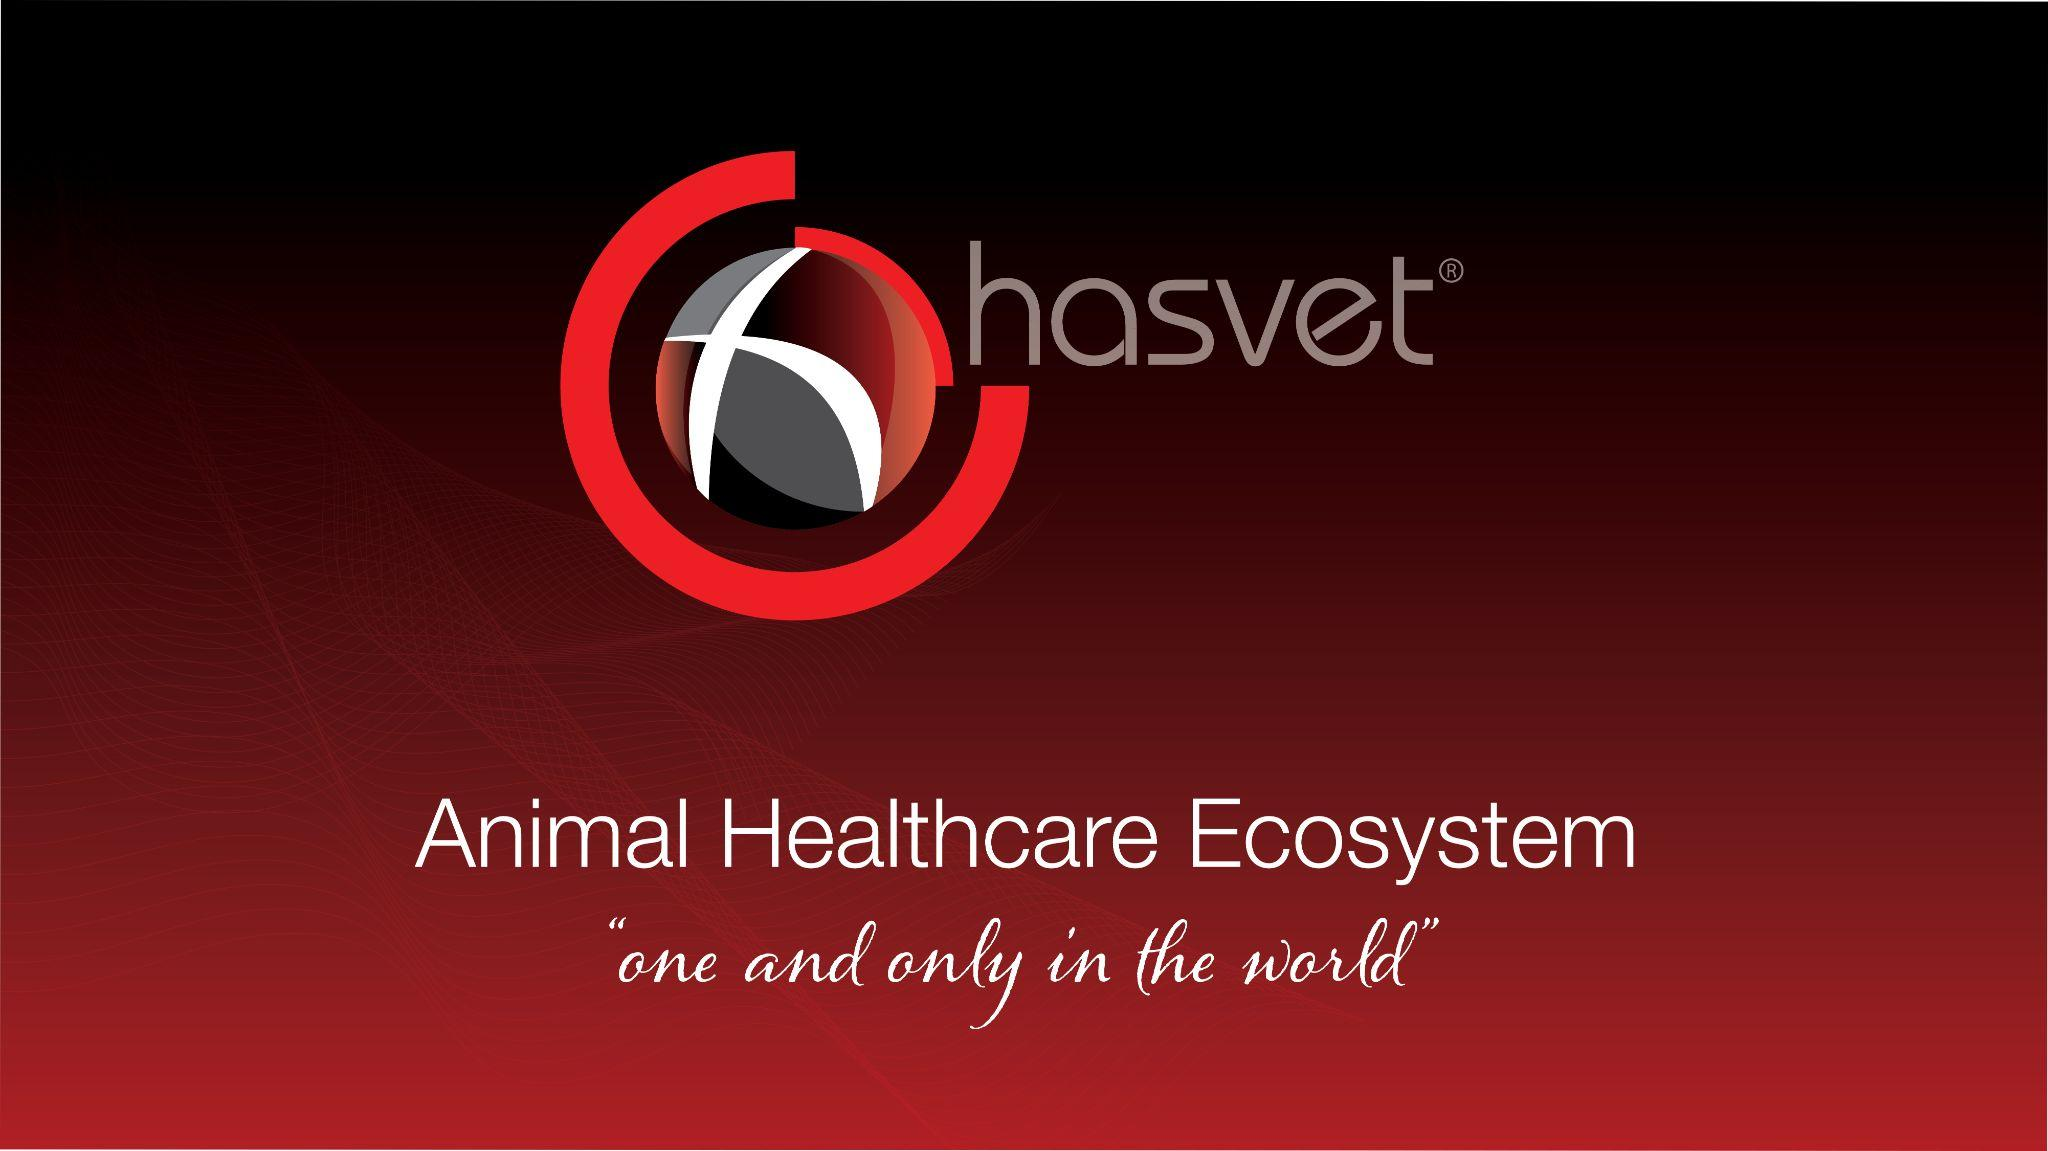 hasvet®
Animal Healthcare Ecosystem
“one and only in the world”